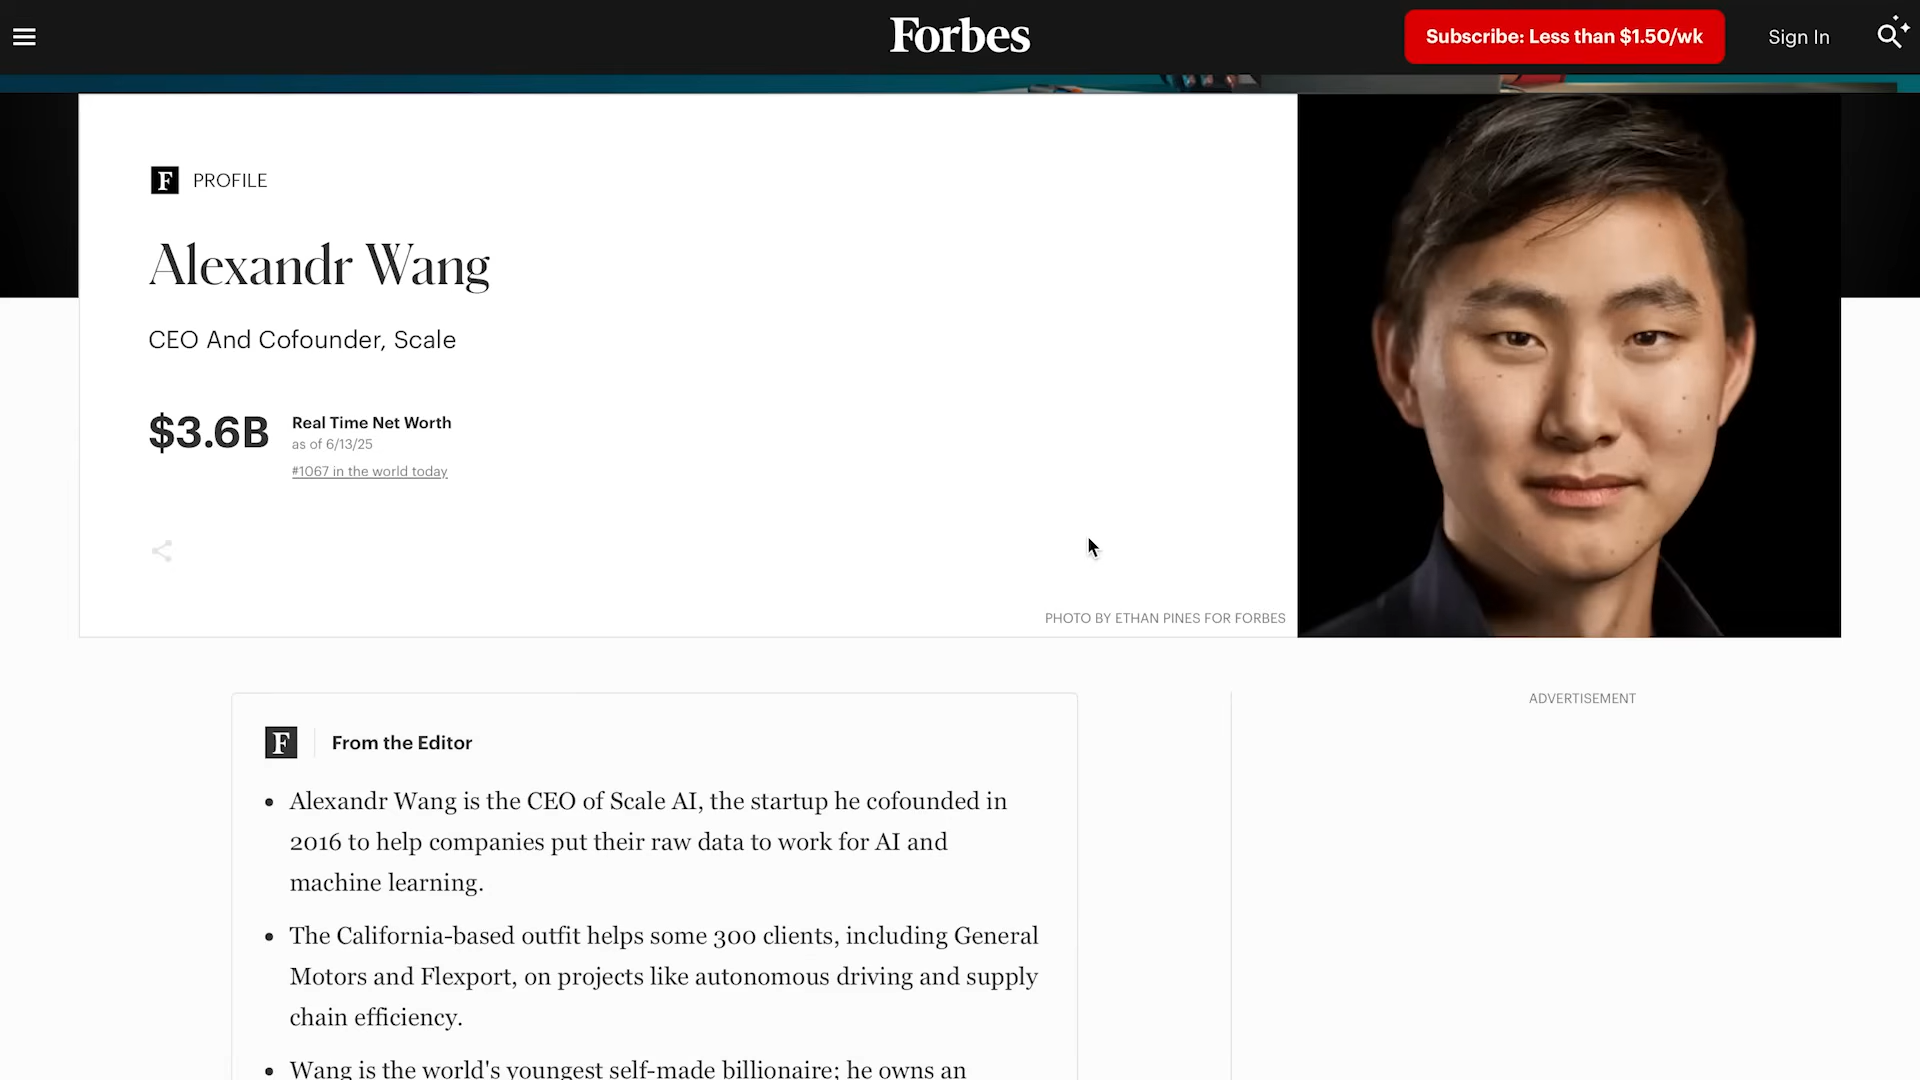 Forbes
Subscribe: Less than $1.50/wk
Sign In
F PROFILE
Alexandr Wang
CEO And Cofounder, Scale
$3.6B
Real Time Net Worth
as of 6/13/25
#1067 in the world today
PHOTO BY ETHAN PINES FOR FORBES
ADVERTISEMENT
F From the Editor
Alexandr Wang is the CEO of Scale AI, the startup he cofounded in
2016 to help companies put their raw data to work for AI and
machine learning.
The California-based outfit helps some 300 clients, including General
Motors and Flexport, on projects like autonomous driving and supply
chain efficiency.
Wang is the world's youngest self-made billionaire; he owns an